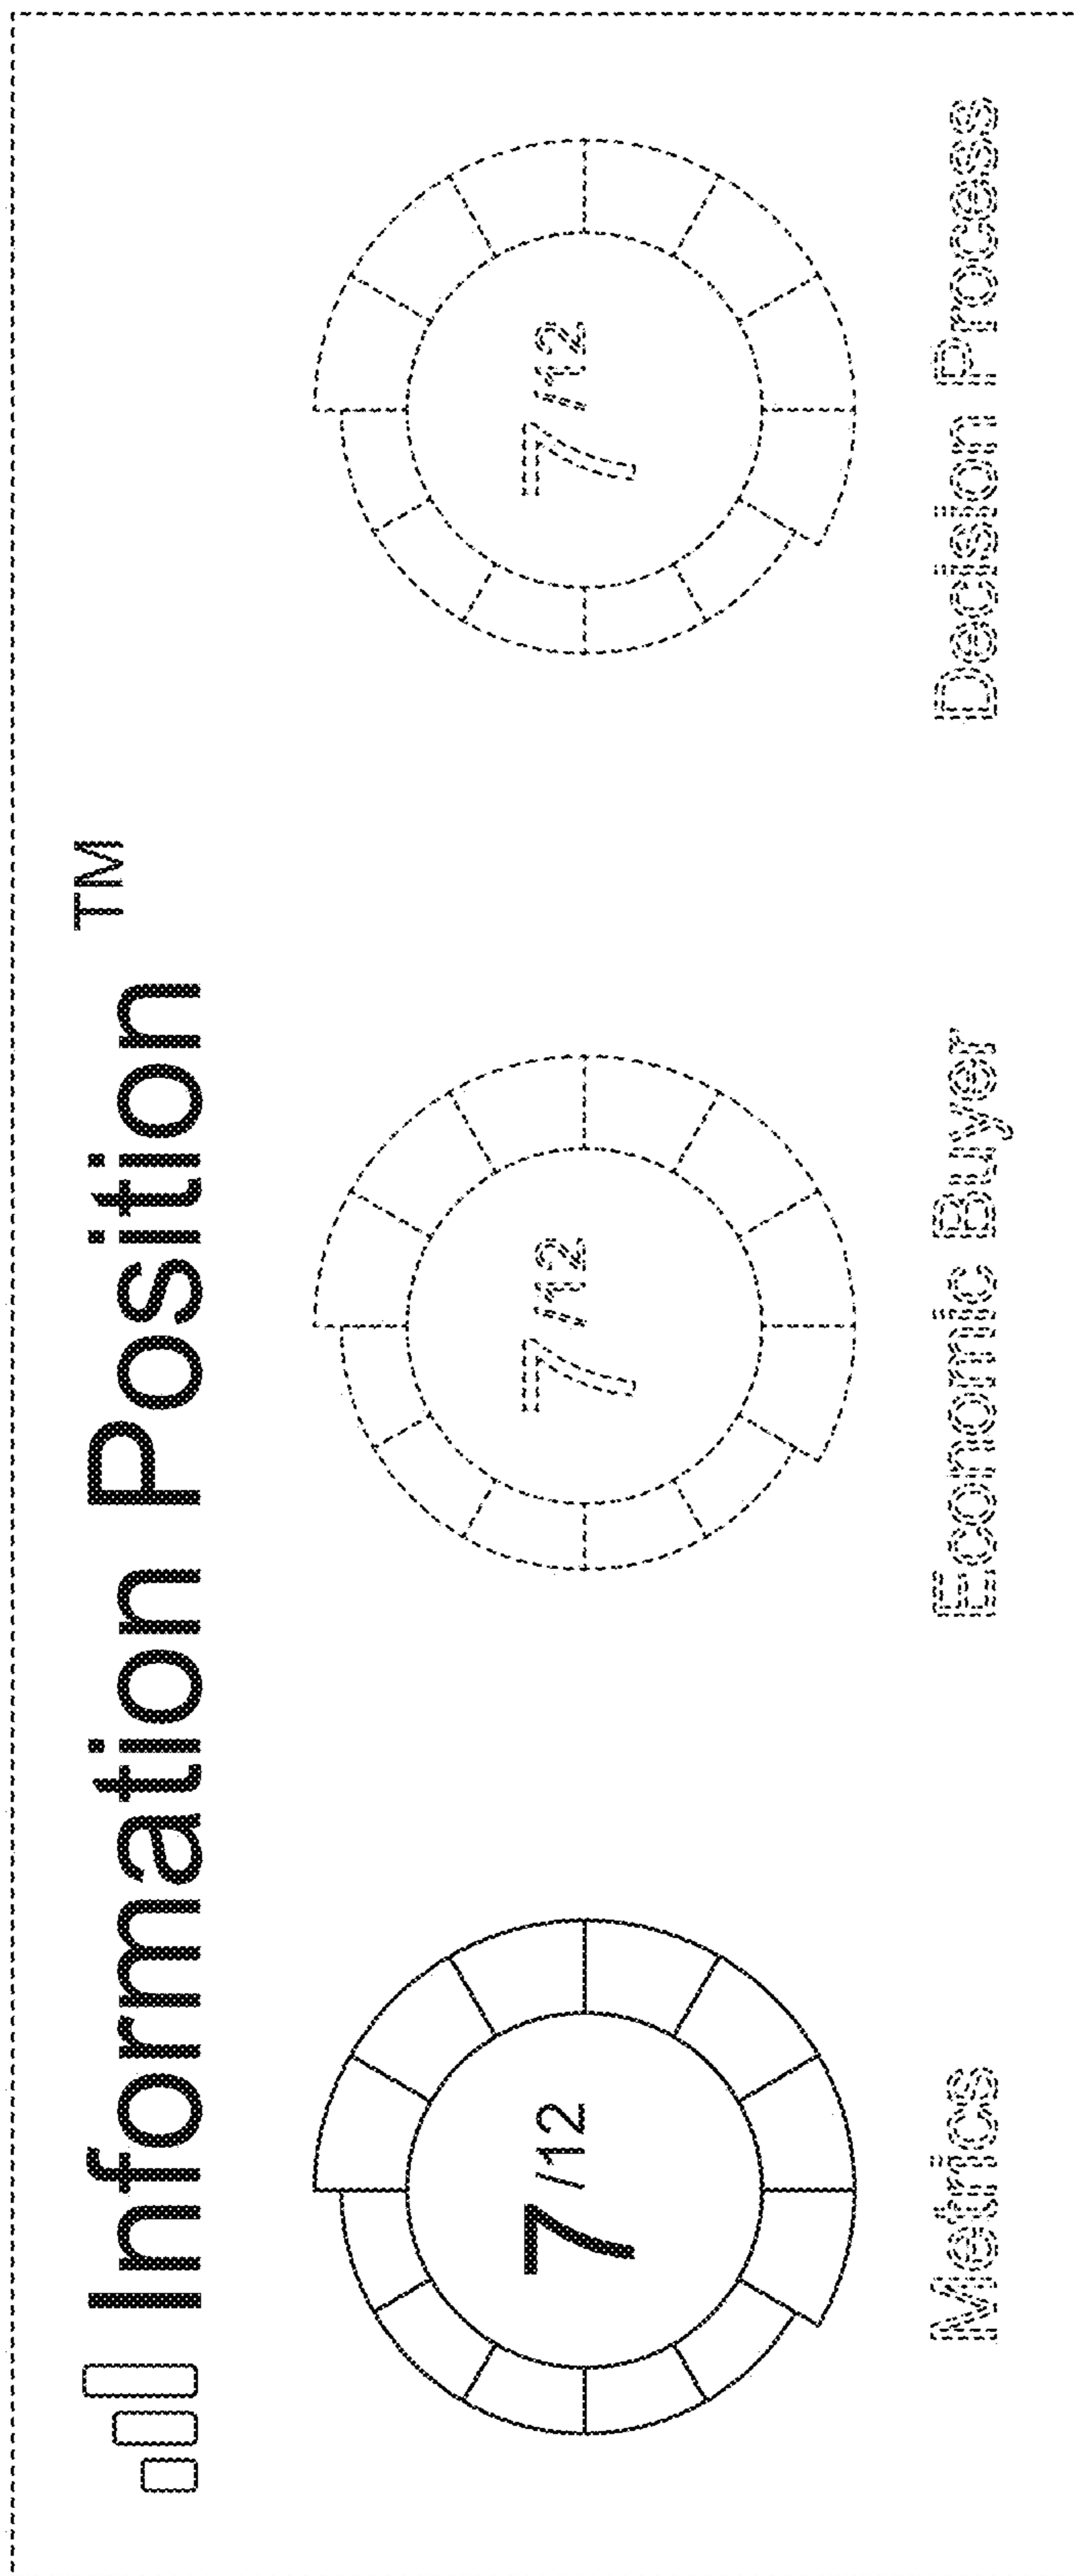 Information Position™
7/12
7/12
7/12
Metrics
Economic Buyer
Decision Process